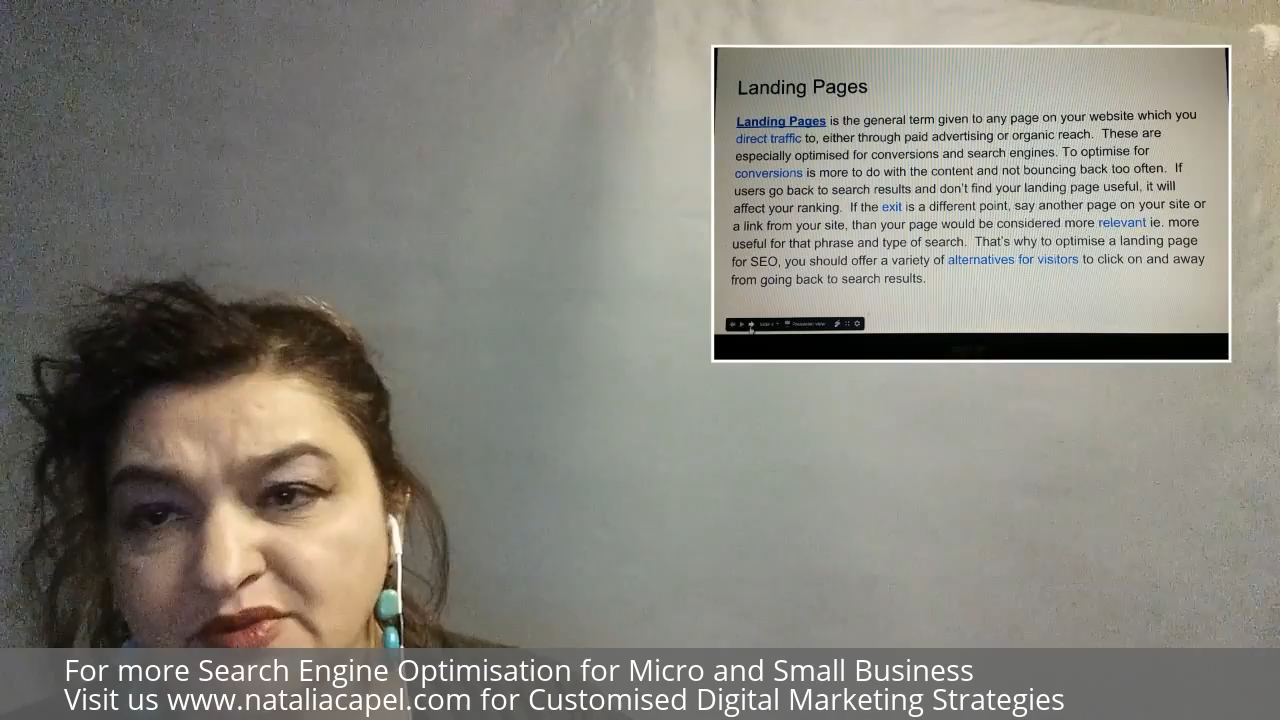 Landing Pages
Landing Pages is the general term given to any page on your website which you
direct traffic to, either through paid advertising or organic reach. These are
especially optimised for conversions and search engines. To optimise for
conversions is more to do with the content and not bouncing back too often. If
users go back to search results and don't find your landing page useful, it will
affect your ranking. If the exit is a different point, say another page on your site or
a link from your site, than your page would be considered more relevant ie. more
useful for that phrase and type of search. That's why to optimise a landing page
for SEO, you should offer a variety of alternatives for visitors to click on and away
from going back to search results.
For more Search Engine Optimisation for Micro and Small Business
Visit us www.nataliacapel.com for Customised Digital Marketing Strategies